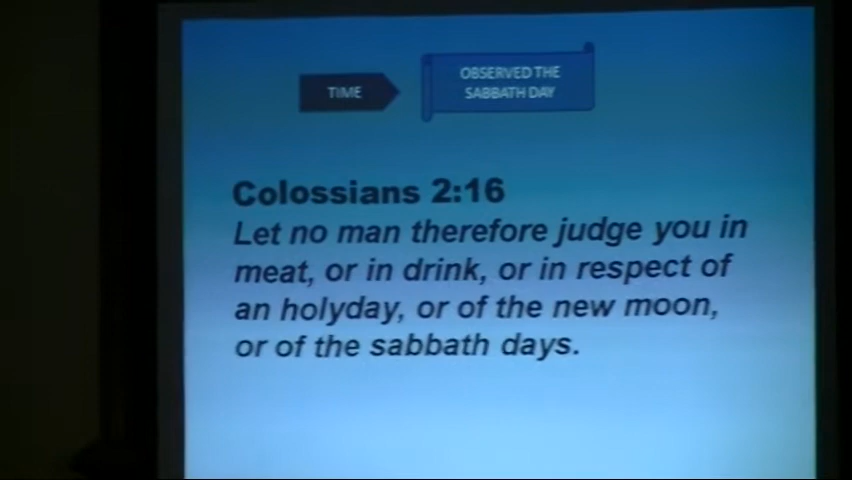 TIME
OBSERVED THE
SABBATH DAY
Colossians 2:16
Let no man therefore judge you in
meat, or in drink, or in respect of
an holyday, or of the new moon,
or of the sabbath days.